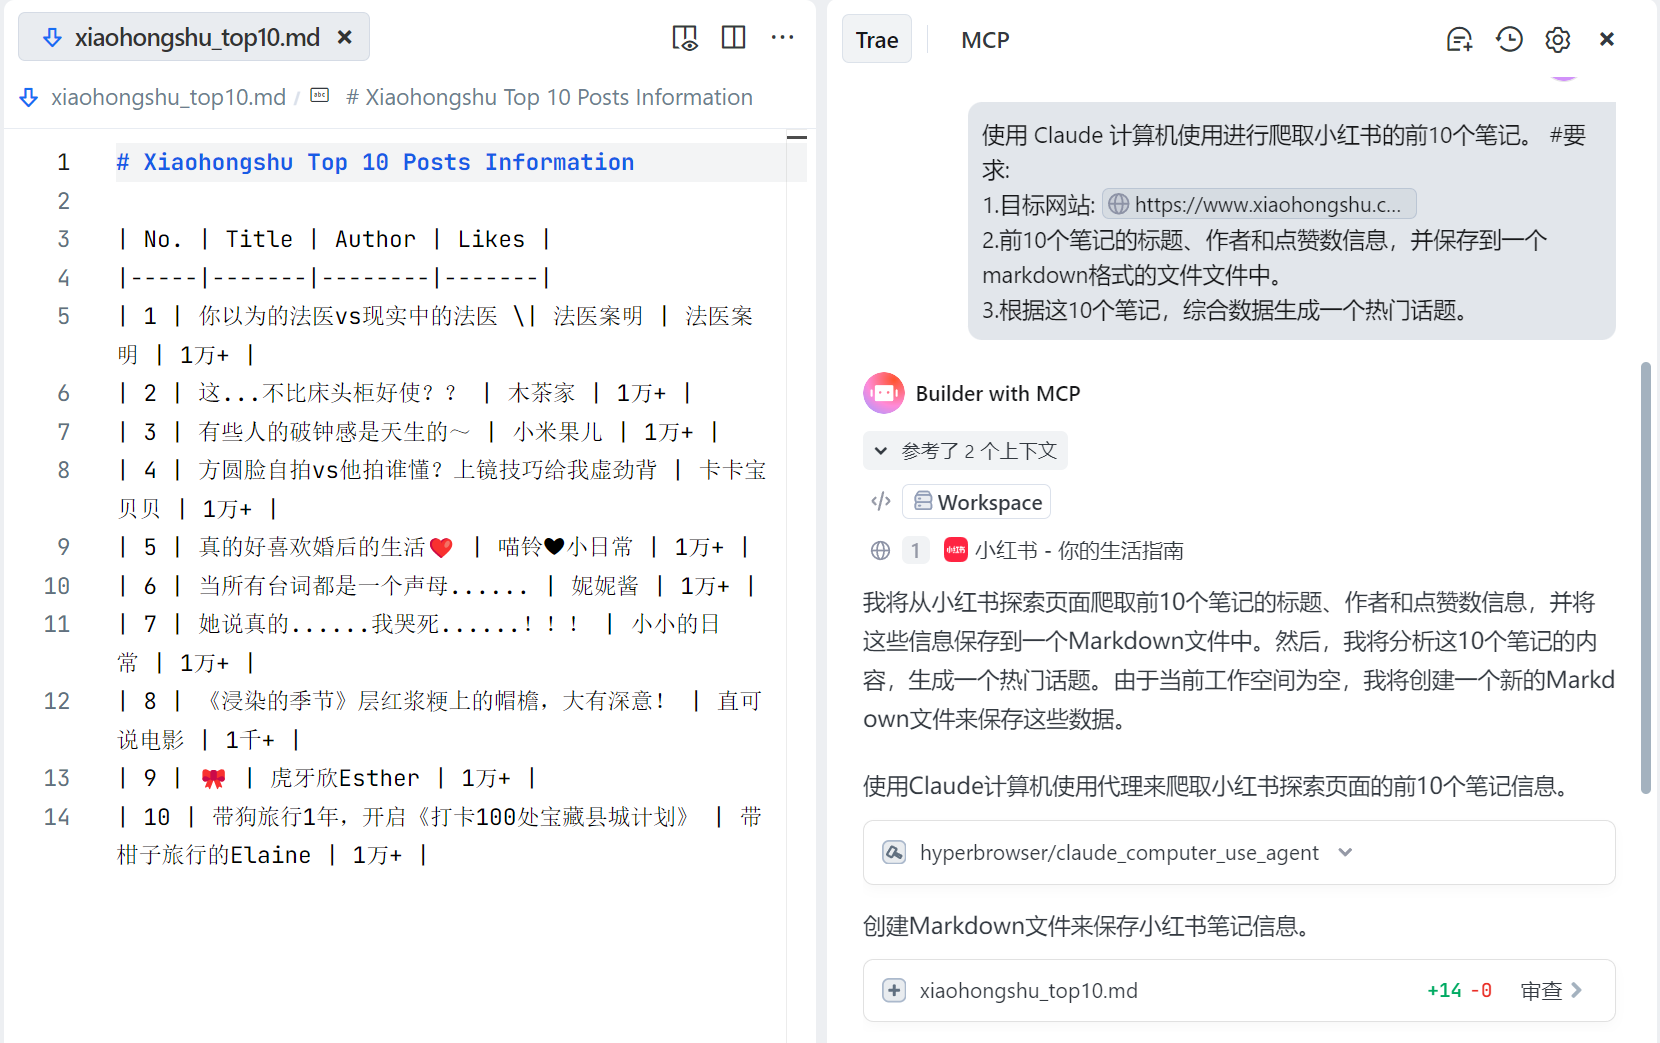 xiaohongshu_top10.md ×
xiaohongshu_top10.md / abc # Xiaohongshu Top 10 Posts Information
1 # Xiaohongshu Top 10 Posts Information
2
3 | No. | Title | Author | Likes |
4 |-----|-------|--------|-------|
5 | 1 | 你以为的法医vs现实中的法医 \| 法医案明 | 法医案
明 | 1万+ |
6 | 2 | 这...不比床头柜好使？？ | 木茶家 | 1万+ |
7 | 3 | 有些人的破钟感是天生的～ | 小米果儿 | 1万+ |
8 | 4 | 方圆脸自拍vs他拍谁懂？上镜技巧给我虚劲背 | 卡卡宝
贝贝 | 1万+ |
9 | 5 | 真的好喜欢婚后的生活❤️ | 喵铃🖤小日常 | 1万+ |
10 | 6 | 当所有台词都是一个声母...... | 妮妮酱 | 1万+ |
11 | 7 | 她说真的......我哭死......！！！ | 小小的日
常 | 1万+ |
12 | 8 | 《浸染的季节》层红浆粳上的帽檐，大有深意！ | 直可
说电影 | 1千+ |
13 | 9 | 🎀 | 虎牙欣Esther | 1万+ |
14 | 10 | 带狗旅行1年，开启《打卡100处宝藏县城计划》 | 带
柑子旅行的Elaine | 1万+ |
Trae MCP
使用 Claude 计算机使用进行爬取小红书的前10个笔记。 #要
求:
1.目标网站: https://www.xiaohongshu.c...
2.前10个笔记的标题、作者和点赞数信息，并保存到一个
markdown格式的文件文件中。
3.根据这10个笔记，综合数据生成一个热门话题。
Builder with MCP
参考了 2 个上下文
</> Workspace
1 小红书 小红书 - 你的生活指南
我将从小红书探索页面爬取前10个笔记的标题、作者和点赞数信息，并将
这些信息保存到一个Markdown文件中。然后，我将分析这10个笔记的内
容，生成一个热门话题。由于当前工作空间为空，我将创建一个新的Markd
own文件来保存这些数据。
使用Claude计算机使用代理来爬取小红书探索页面的前10个笔记信息。
hyperbrowser/claude_computer_use_agent
创建Markdown文件来保存小红书笔记信息。
xiaohongshu_top10.md +14 -0 审查